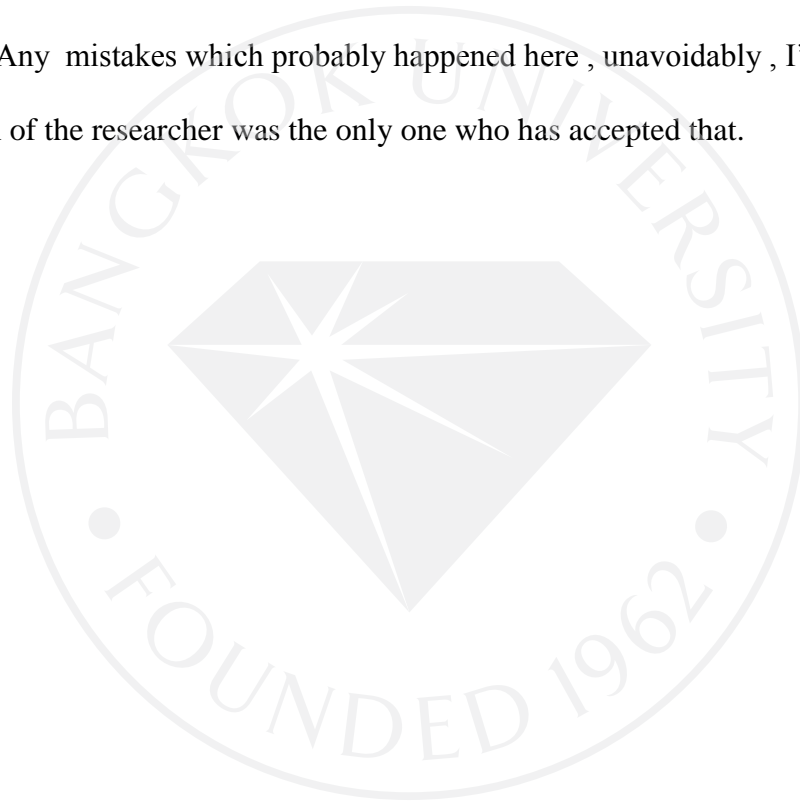 Any  mistakes which probably happened here , unavoidably , I'
of the researcher was the only one who has accepted that.
BANGKOK UNIVERSITY
FOUNDED 1962